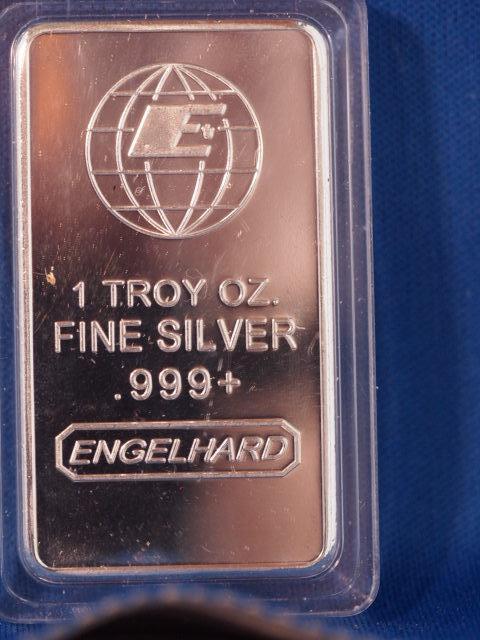 E
1 TROY OZ.
FINE SILVER
.999+
ENGELHARD